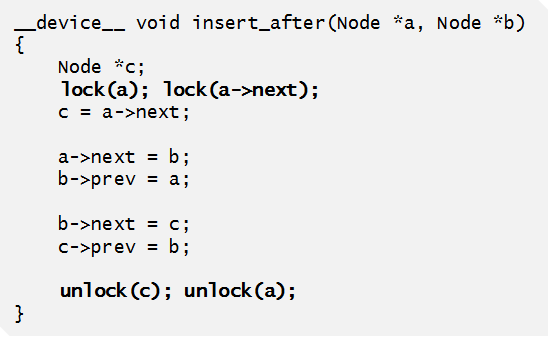 __device__ void insert_after(Node *a, Node *b)
{
    Node *c;
    lock(a); lock(a->next);
    c = a->next;

    a->next = b;
    b->prev = a;

    b->next = c;
    c->prev = b;

    unlock(c); unlock(a);
}